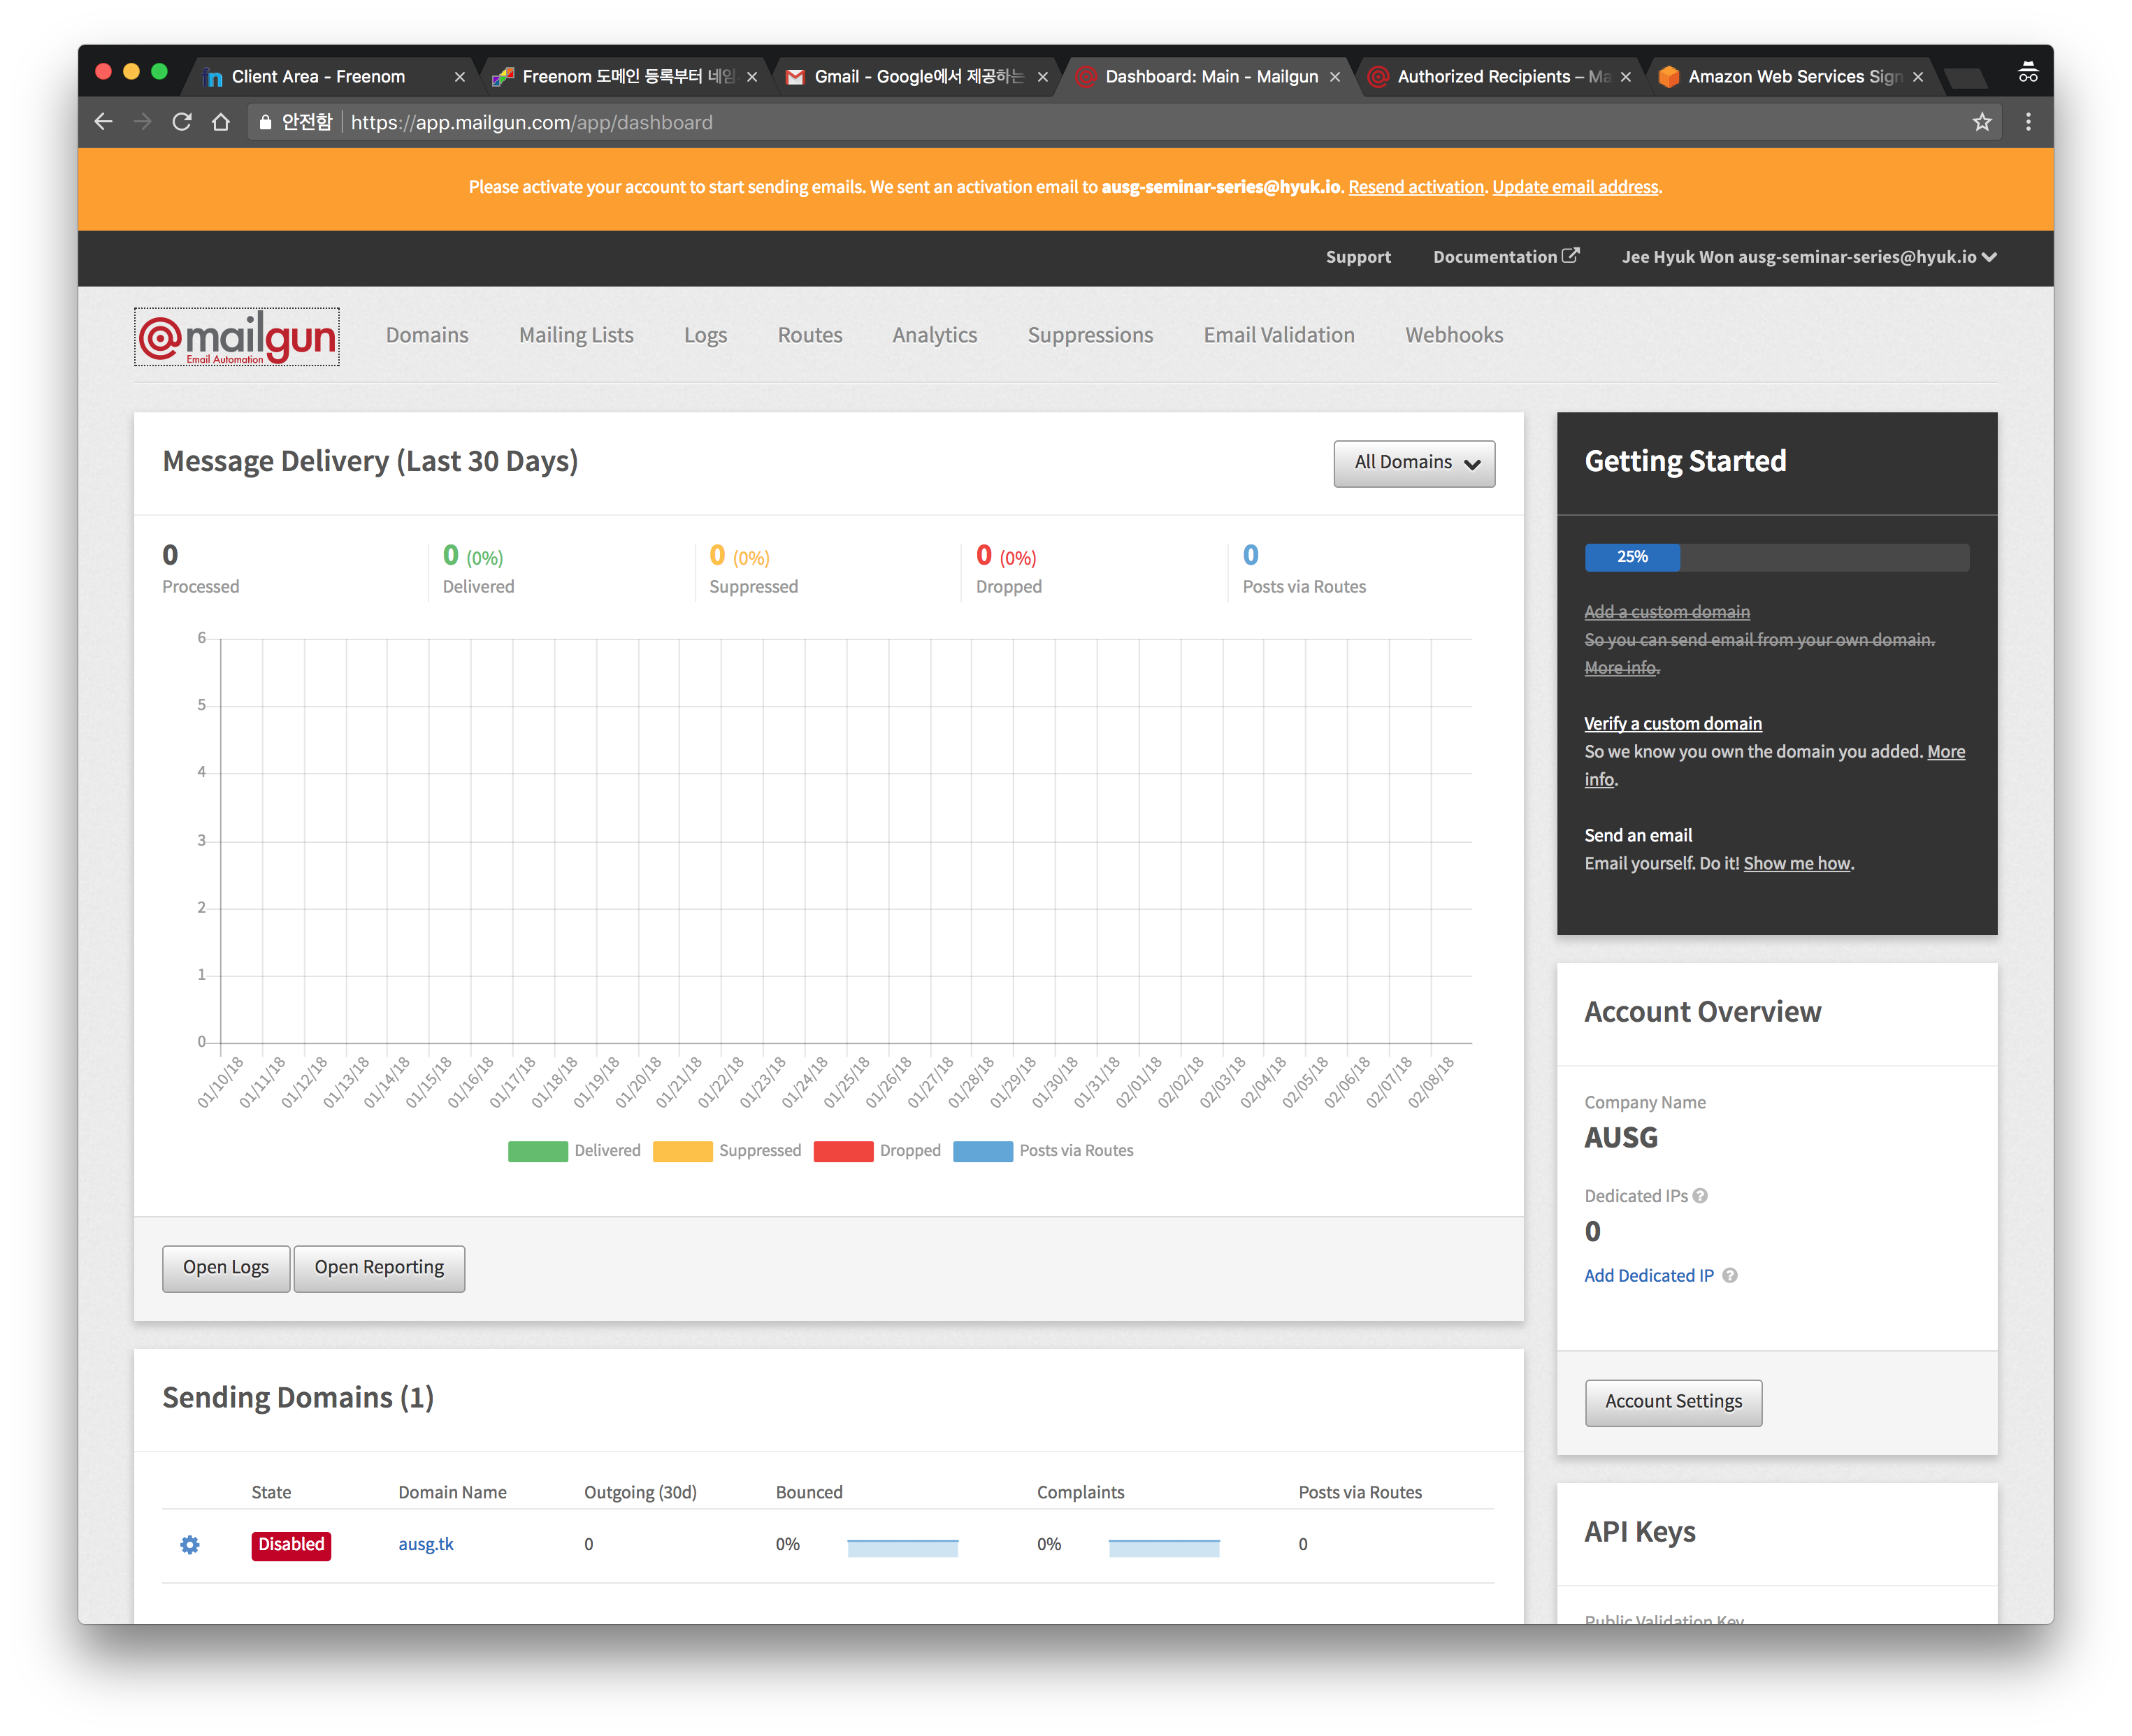 Client Area - Freenom
Freenom 도메인 등록부터 네임
Gmail - Google에서 제공하는
Dashboard: Main - Mailgun
Authorized Recipients – Ma
Amazon Web Services Sign
안전함 https://app.mailgun.com/app/dashboard
Please activate your account to start sending emails. We sent an activation email to ausg-seminar-series@hyuk.io. Resend activation. Update email address.
Support Documentation Jee Hyuk Won ausg-seminar-series@hyuk.io
@mailgun
Email Automation
Domains Mailing Lists Logs Routes Analytics Suppressions Email Validation Webhooks
Message Delivery (Last 30 Days)
All Domains
0
Processed
0 (0%)
Delivered
0 (0%)
Suppressed
0 (0%)
Dropped
0
Posts via Routes
6
5
4
3
2
1
0
01/10/18 01/11/18 01/12/18 01/13/18 01/14/18 01/15/18 01/16/18 01/17/18 01/18/18 01/19/18 01/20/18 01/21/18 01/22/18 01/23/18 01/24/18 01/25/18 01/26/18 01/27/18 01/28/18 01/29/18 01/30/18 01/31/18 02/01/18 02/02/18 02/03/18 02/04/18 02/05/18 02/06/18 02/07/18 02/08/18
Delivered Suppressed Dropped Posts via Routes
Open Logs Open Reporting
Sending Domains (1)
State Domain Name Outgoing (30d) Bounced Complaints Posts via Routes
Disabled ausg.tk 0 0% 0% 0
Getting Started
25%
Add a custom domain
So you can send email from your own domain.
More info.
Verify a custom domain
So we know you own the domain you added. More
info.
Send an email
Email yourself. Do it! Show me how.
Account Overview
Company Name
AUSG
Dedicated IPs ?
0
Add Dedicated IP ?
Account Settings
API Keys
Public Validation Key